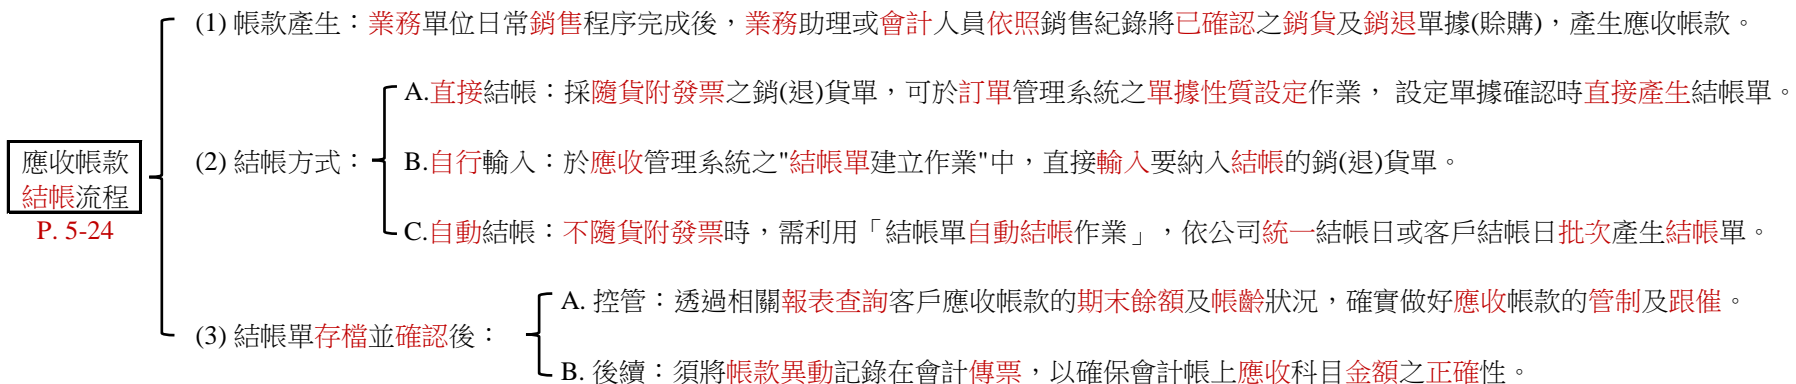 應收帳款
結帳流程
P. 5-24
(1) 帳款產生：業務單位日常銷售程序完成後，業務助理或會計人員依照銷售紀錄將已確認之銷貨及銷退單據(賒購)，產生應收帳款。
(2) 結帳方式：
A.直接結帳：採隨貨附發票之銷(退)貨單，可於訂單管理系統之單據性質設定作業， 設定單據確認時直接產生結帳單。
B.自行輸入：於應收管理系統之"結帳單建立作業"中，直接輸入要納入結帳的銷(退)貨單。
C.自動結帳：不隨貨附發票時，需利用「結帳單自動結帳作業」，依公司統一結帳日或客戶結帳日批次產生結帳單。
(3) 結帳單存檔並確認後：
A. 控管：透過相關報表查詢客戶應收帳款的期末餘額及帳齡狀況，確實做好應收帳款的管制及跟催。
B. 後續：須將帳款異動記錄在會計傳票，以確保會計帳上應收科目金額之正確性。